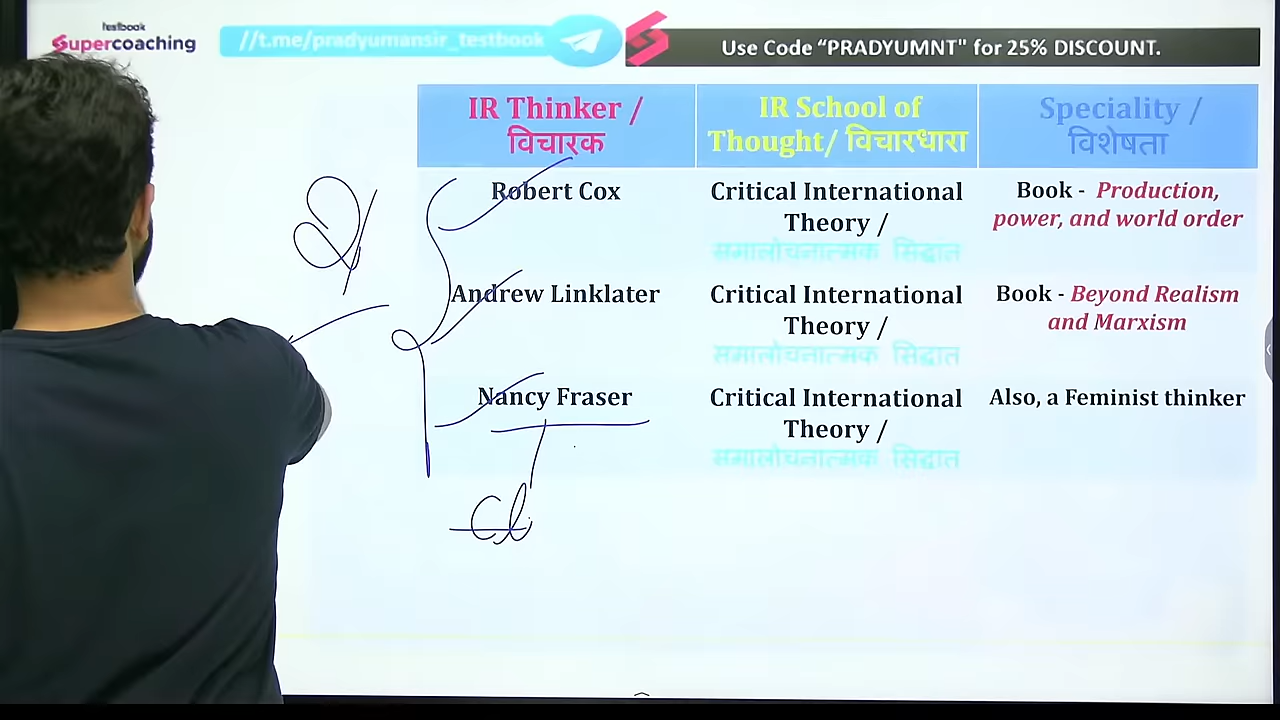 testbook
Supercoaching
//t.me/pradyumansir_testbook
Use Code “PRADYUMNT" for 25% DISCOUNT.
IR Thinker /
विचारक
IR School of
Thought/ विचारधारा
Speciality /
विशेषता
Robert Cox
Critical International
Theory /
समालोचनात्मक सिद्धांत
Book - Production,
power, and world order
Andrew Linklater
Critical International
Theory /
समालोचनात्मक सिद्धांत
Book - Beyond Realism
and Marxism
Nancy Fraser
Critical International
Theory /
समालोचनात्मक सिद्धांत
Also, a Feminist thinker